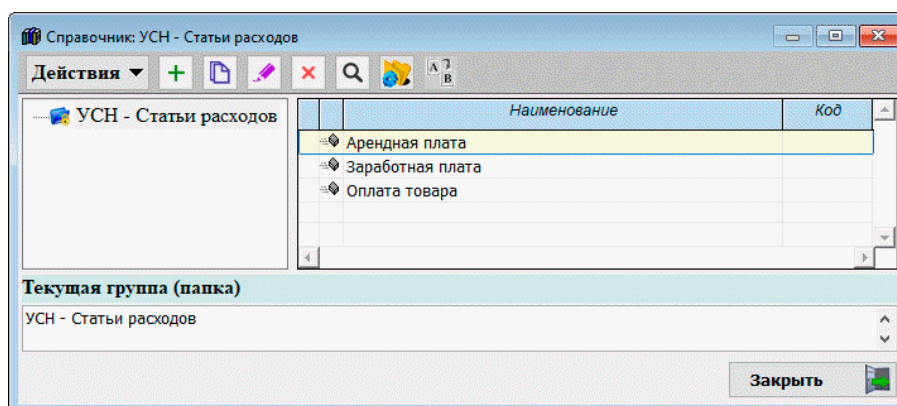 Справочник: УСН - Статьи расходов
Действия
A B
УСН - Статьи расходов
Наименование Код
Арендная плата
Заработная плата
Оплата товара
Текущая группа (папка)
УСН - Статьи расходов
Закрыть